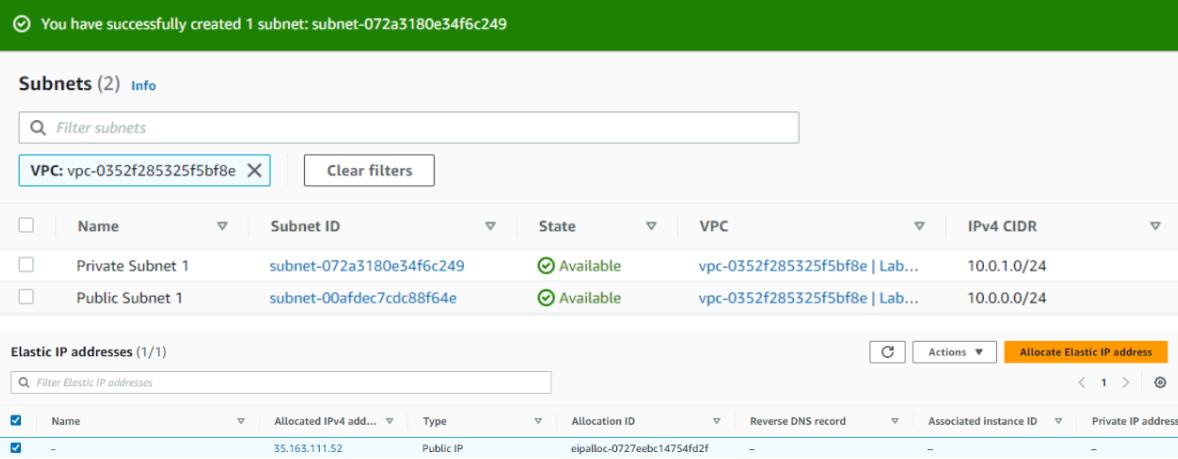 You have successfully created 1 subnet: subnet-072a3180e34f6c249
Subnets (2) Info
Filter subnets
VPC: vpc-0352f285325f5bf8e Clear filters
Name Subnet ID State VPC IPv4 CIDR
Private Subnet 1 subnet-072a3180e34f6c249 Available vpc-0352f285325f5bf8e | Lab... 10.0.1.0/24
Public Subnet 1 subnet-00afdec7cdc88f64e Available vpc-0352f285325f5bf8e | Lab... 10.0.0.0/24
Elastic IP addresses (1/1) Actions Allocate Elastic IP address
Filter Elastic IP addresses 1
Name Allocated IPv4 add... Type Allocation ID Reverse DNS record Associated instance ID Private IP address
– 35.163.111.52 Public IP eipalloc-0727eebc14754fd2f – – –